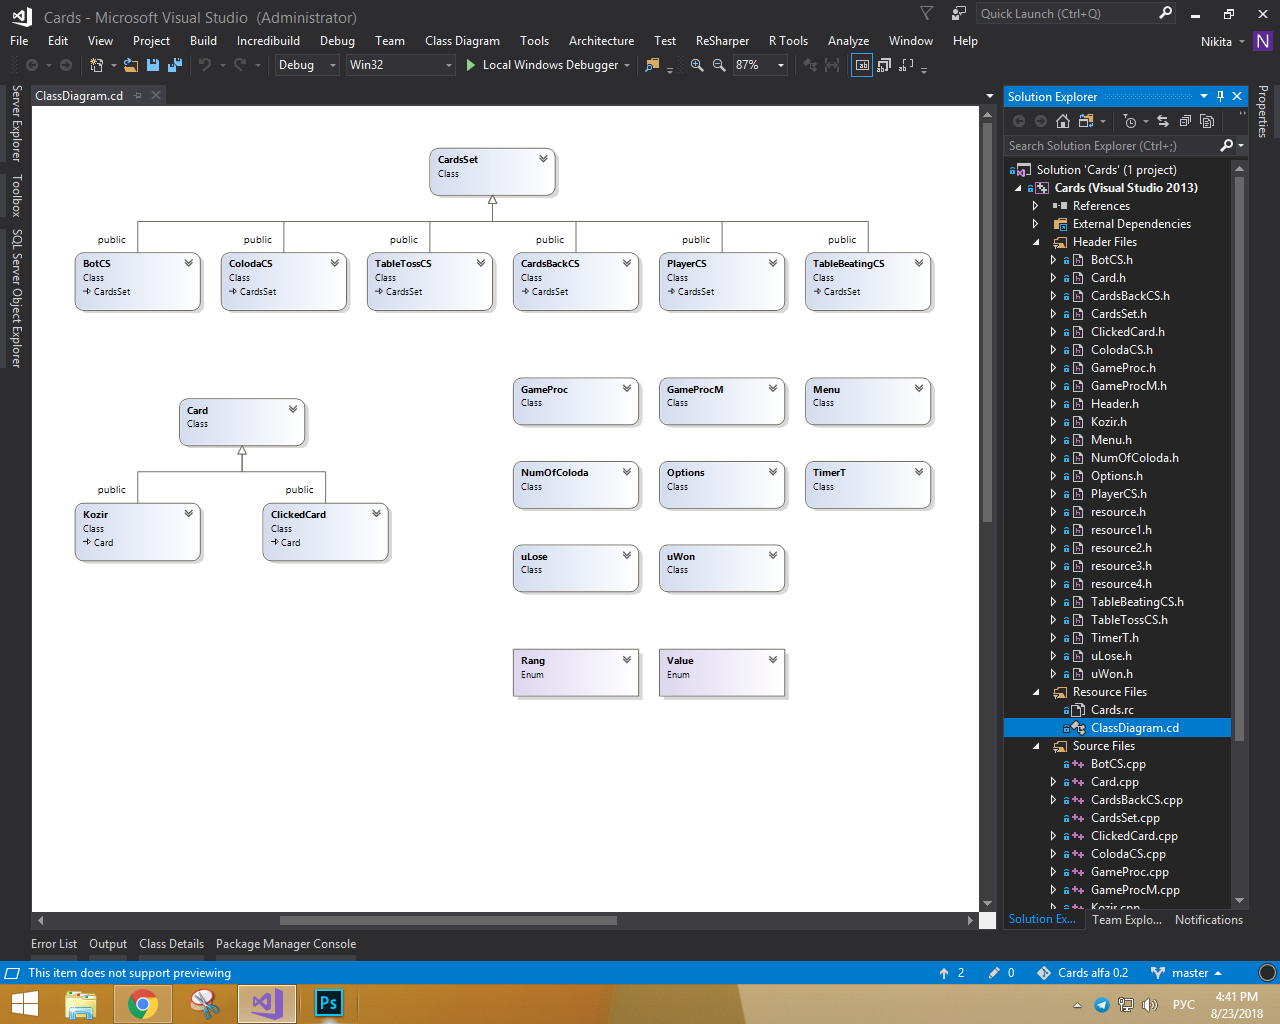 Cards - Microsoft Visual Studio (Administrator)
Quick Launch (Ctrl+Q)
File Edit View Project Build Incredibuild Debug Team Class Diagram Tools Architecture Test ReSharper R Tools Analyze Window Help
Nikita N
Debug Win32 Local Windows Debugger 87%
Server Explorer
Toolbox
SQL Server Object Explorer
ClassDiagram.cd
CardsSet
Class
public public public public public public
BotCS
Class
CardsSet
ColodaCS
Class
CardsSet
TableTossCS
Class
CardsSet
CardsBackCS
Class
CardsSet
PlayerCS
Class
CardsSet
TableBeatingCS
Class
CardsSet
GameProc
Class
GameProcM
Class
Menu
Class
Card
Class
NumOfColoda
Class
Options
Class
TimerT
Class
public public
Kozir
Class
Card
ClickedCard
Class
Card
uLose
Class
uWon
Class
Rang
Enum
Value
Enum
Solution Explorer
Search Solution Explorer (Ctrl+;)
Solution 'Cards' (1 project)
Cards (Visual Studio 2013)
References
External Dependencies
Header Files
BotCS.h
Card.h
CardsBackCS.h
CardsSet.h
ClickedCard.h
ColodaCS.h
GameProc.h
GameProcM.h
Header.h
Kozir.h
Menu.h
NumOfColoda.h
Options.h
PlayerCS.h
resource.h
resource1.h
resource2.h
resource3.h
resource4.h
TableBeatingCS.h
TableTossCS.h
TimerT.h
uLose.h
uWon.h
Resource Files
Cards.rc
ClassDiagram.cd
Source Files
BotCS.cpp
Card.cpp
CardsBackCS.cpp
CardsSet.cpp
ClickedCard.cpp
ColodaCS.cpp
GameProc.cpp
GameProcM.cpp
Kozir.cpp
Solution Ex... Team Explo... Notifications
Properties
Error List Output Class Details Package Manager Console
This item does not support previewing
2 0 Cards alfa 0.2 master
Ps
РУС
4:41 PM
8/23/2018